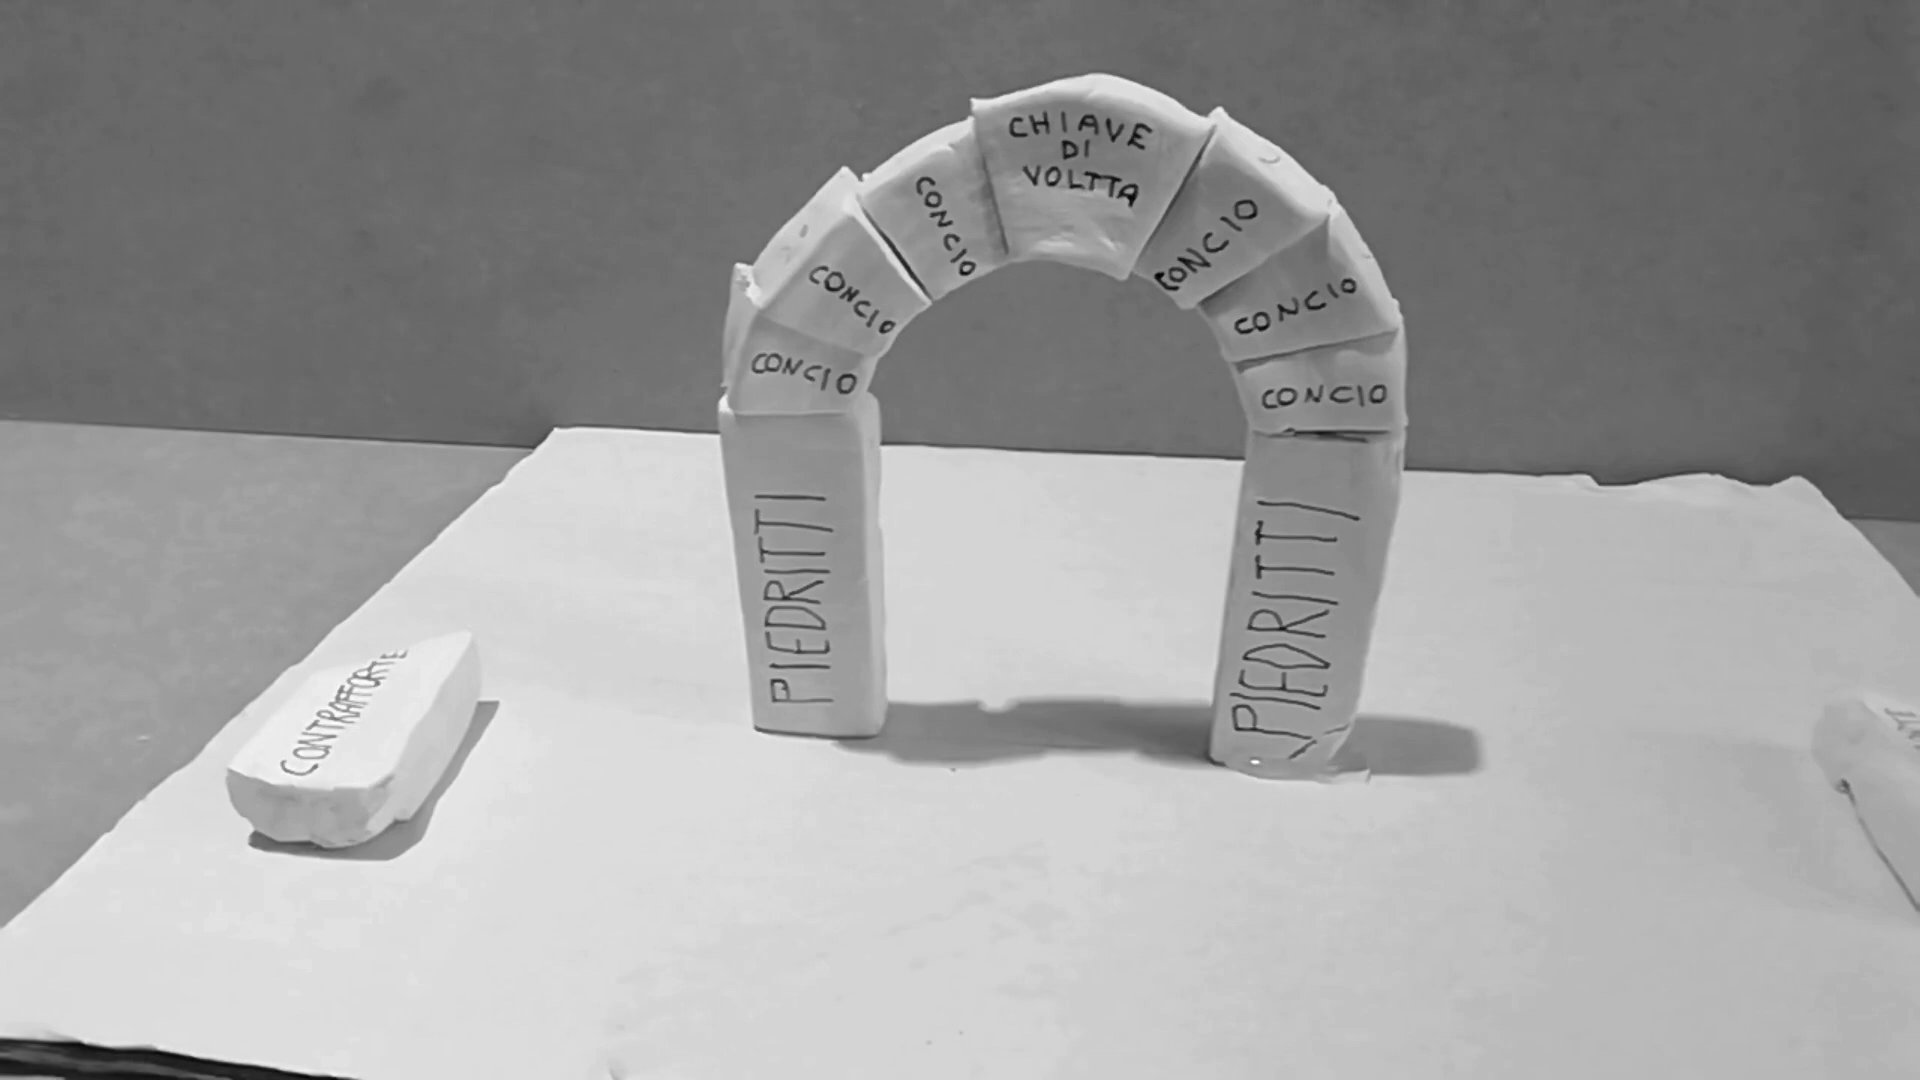 CHIAVE
DI
VOLTTA
CONCIO
CONCIO
CONCIO
CONCIO
CONCIO
CONCIO
PIEDRITTI
PIEDRITTI
CONTRAFFORTE